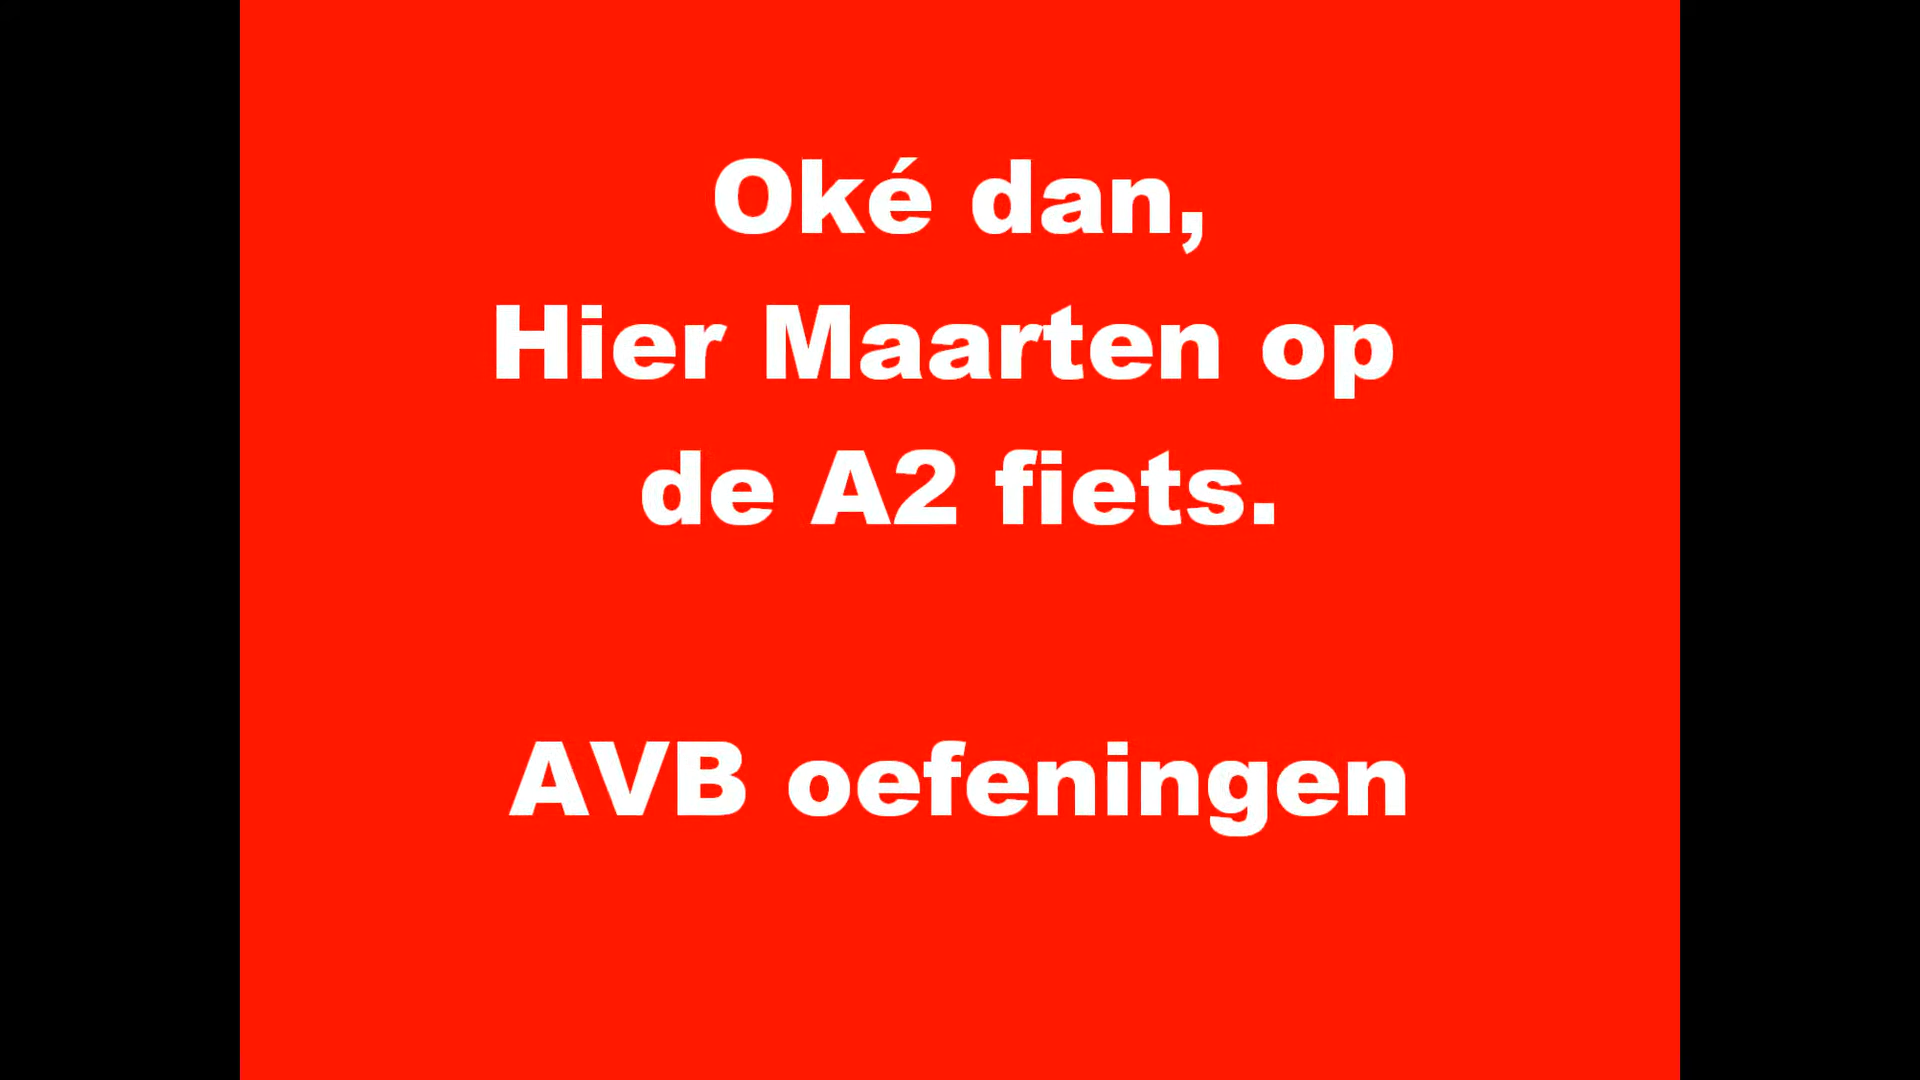 Oké dan,
Hier Maarten op
de A2 fiets.
AVB oefeningen